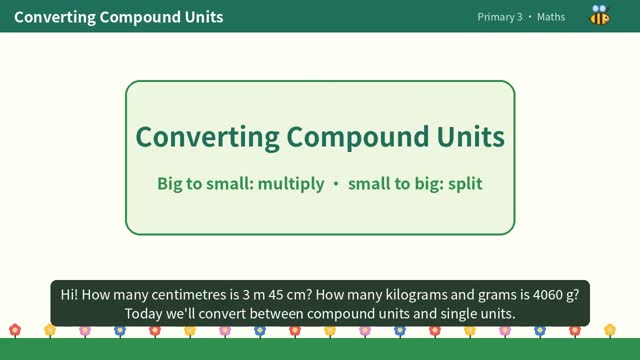 Converting Compound Units
Primary 3 · Maths
Converting Compound Units
Big to small: multiply · small to big: split
Hi! How many centimetres is 3 m 45 cm? How many kilograms and grams is 4060 g?
Today we'll convert between compound units and single units.